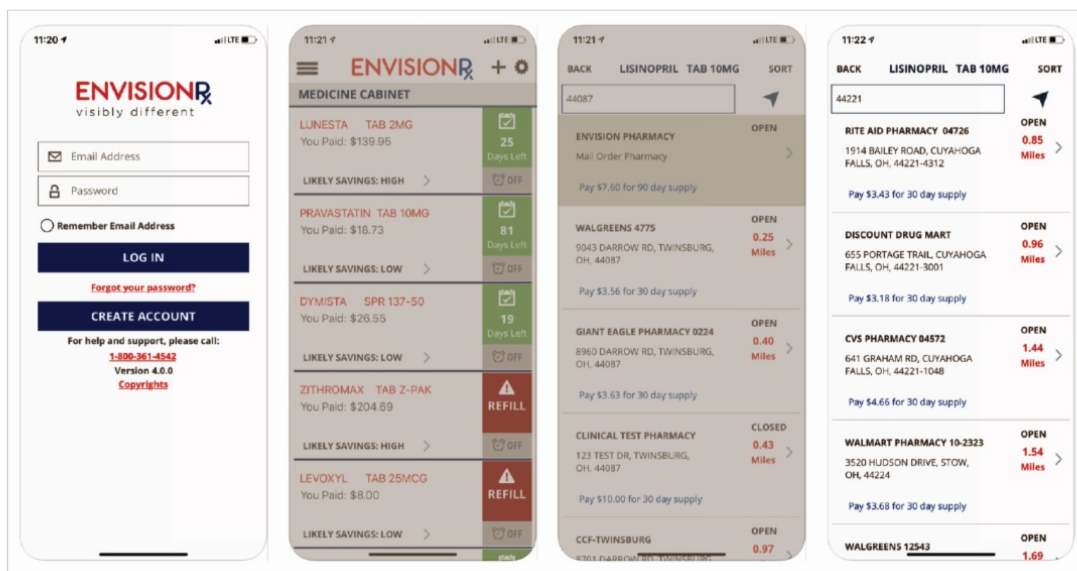 11:20
LTE
ENVISIONRx
visibly different
Email Address
Password
Remember Email Address
LOG IN
Forgot your password?
CREATE ACCOUNT
For help and support, please call:
1-800-361-4542
Version 4.0.0
Copyrights
11:21
LTE
ENVISIONRx
MEDICINE CABINET
LUNESTA TAB 2MG
You Paid: $139.95
25
Days Left
LIKELY SAVINGS: HIGH
OFF
PRAVASTATIN TAB 10MG
You Paid: $18.73
81
Days Left
LIKELY SAVINGS: LOW
OFF
DYMISTA SPR 137-50
You Paid: $26.55
19
Days Left
LIKELY SAVINGS: LOW
OFF
ZITHROMAX TAB Z-PAK
You Paid: $204.69
REFILL
LIKELY SAVINGS: HIGH
OFF
LEVOXYL TAB 25MCG
You Paid: $8.00
REFILL
LIKELY SAVINGS: LOW
OFF
11:21
LTE
BACK LISINOPRIL TAB 10MG SORT
44087
ENVISION PHARMACY
OPEN
Mail Order Pharmacy
Pay $7.60 for 90 day supply
OPEN
WALGREENS 4775
0.25
Miles
9043 DARROW RD, TWINSBURG,
OH, 44087
Pay $3.56 for 30 day supply
OPEN
GIANT EAGLE PHARMACY 0224
0.40
Miles
8960 DARROW RD, TWINSBURG,
OH, 44087
Pay $3.63 for 30 day supply
CLOSED
CLINICAL TEST PHARMACY
0.43
Miles
123 TEST DR, TWINSBURG,
OH, 44087
Pay $10.00 for 30 day supply
OPEN
CCF-TWINSBURG
0.97
8701 DARROW RD, TWINSBURG,
11:22
LTE
BACK LISINOPRIL TAB 10MG SORT
44221
OPEN
RITE AID PHARMACY 04726
0.85
Miles
1914 BAILEY ROAD, CUYAHOGA
FALLS, OH, 44221-4312
Pay $3.43 for 30 day supply
OPEN
DISCOUNT DRUG MART
0.96
Miles
655 PORTAGE TRAIL, CUYAHOGA
FALLS, OH, 44221-3001
Pay $3.18 for 30 day supply
OPEN
CVS PHARMACY 04572
1.44
Miles
641 GRAHAM RD, CUYAHOGA
FALLS, OH, 44221-1048
Pay $4.66 for 30 day supply
OPEN
WALMART PHARMACY 10-2323
1.54
Miles
3520 HUDSON DRIVE, STOW,
OH, 44224
Pay $3.68 for 30 day supply
OPEN
WALGREENS 12543
1.69